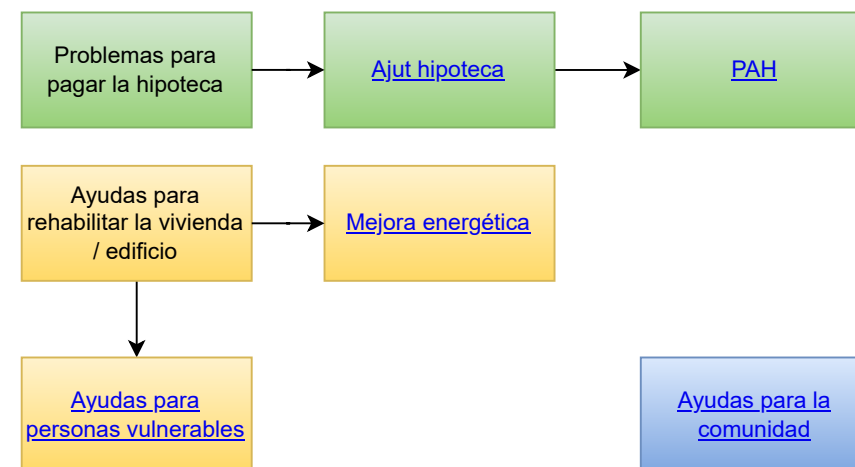 Problemas para
pagar la hipoteca
Ajut hipoteca
PAH
Ayudas para
rehabilitar la vivienda
/ edificio
Mejora energética
Ayudas para
personas vulnerables
Ayudas para la
comunidad